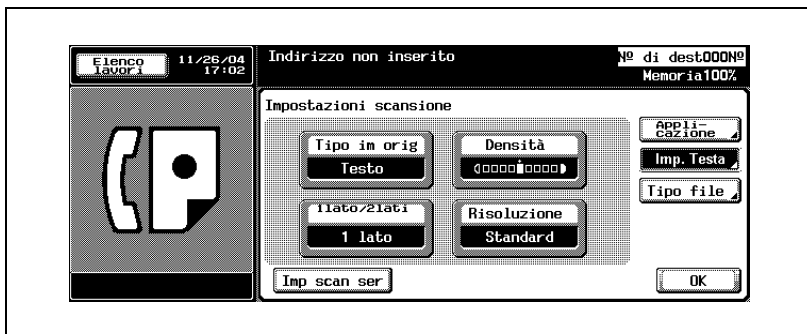 Elenco
lavori
11/26/04
17:02
Indirizzo non inserito
Nº di dest000Nº
Memoria100%
Impostazioni scansione
Tipo im orig
Testo
Densità
1lato/2lati
1 lato
Risoluzione
Standard
Appli-
cazione
Imp. Testa
Tipo file
Imp scan ser
OK